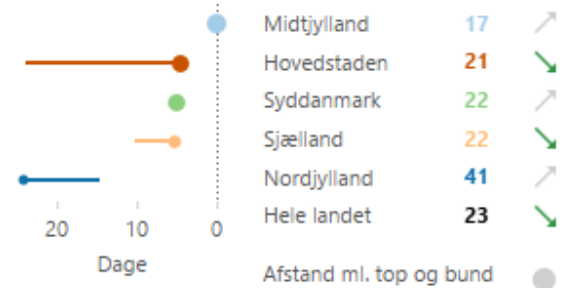 Midtjylland 17
Hovedstaden 21
Syddanmark 22
Sjælland 22
Nordjylland 41
Hele landet 23
20 10 0
Dage
Afstand ml. top og bund